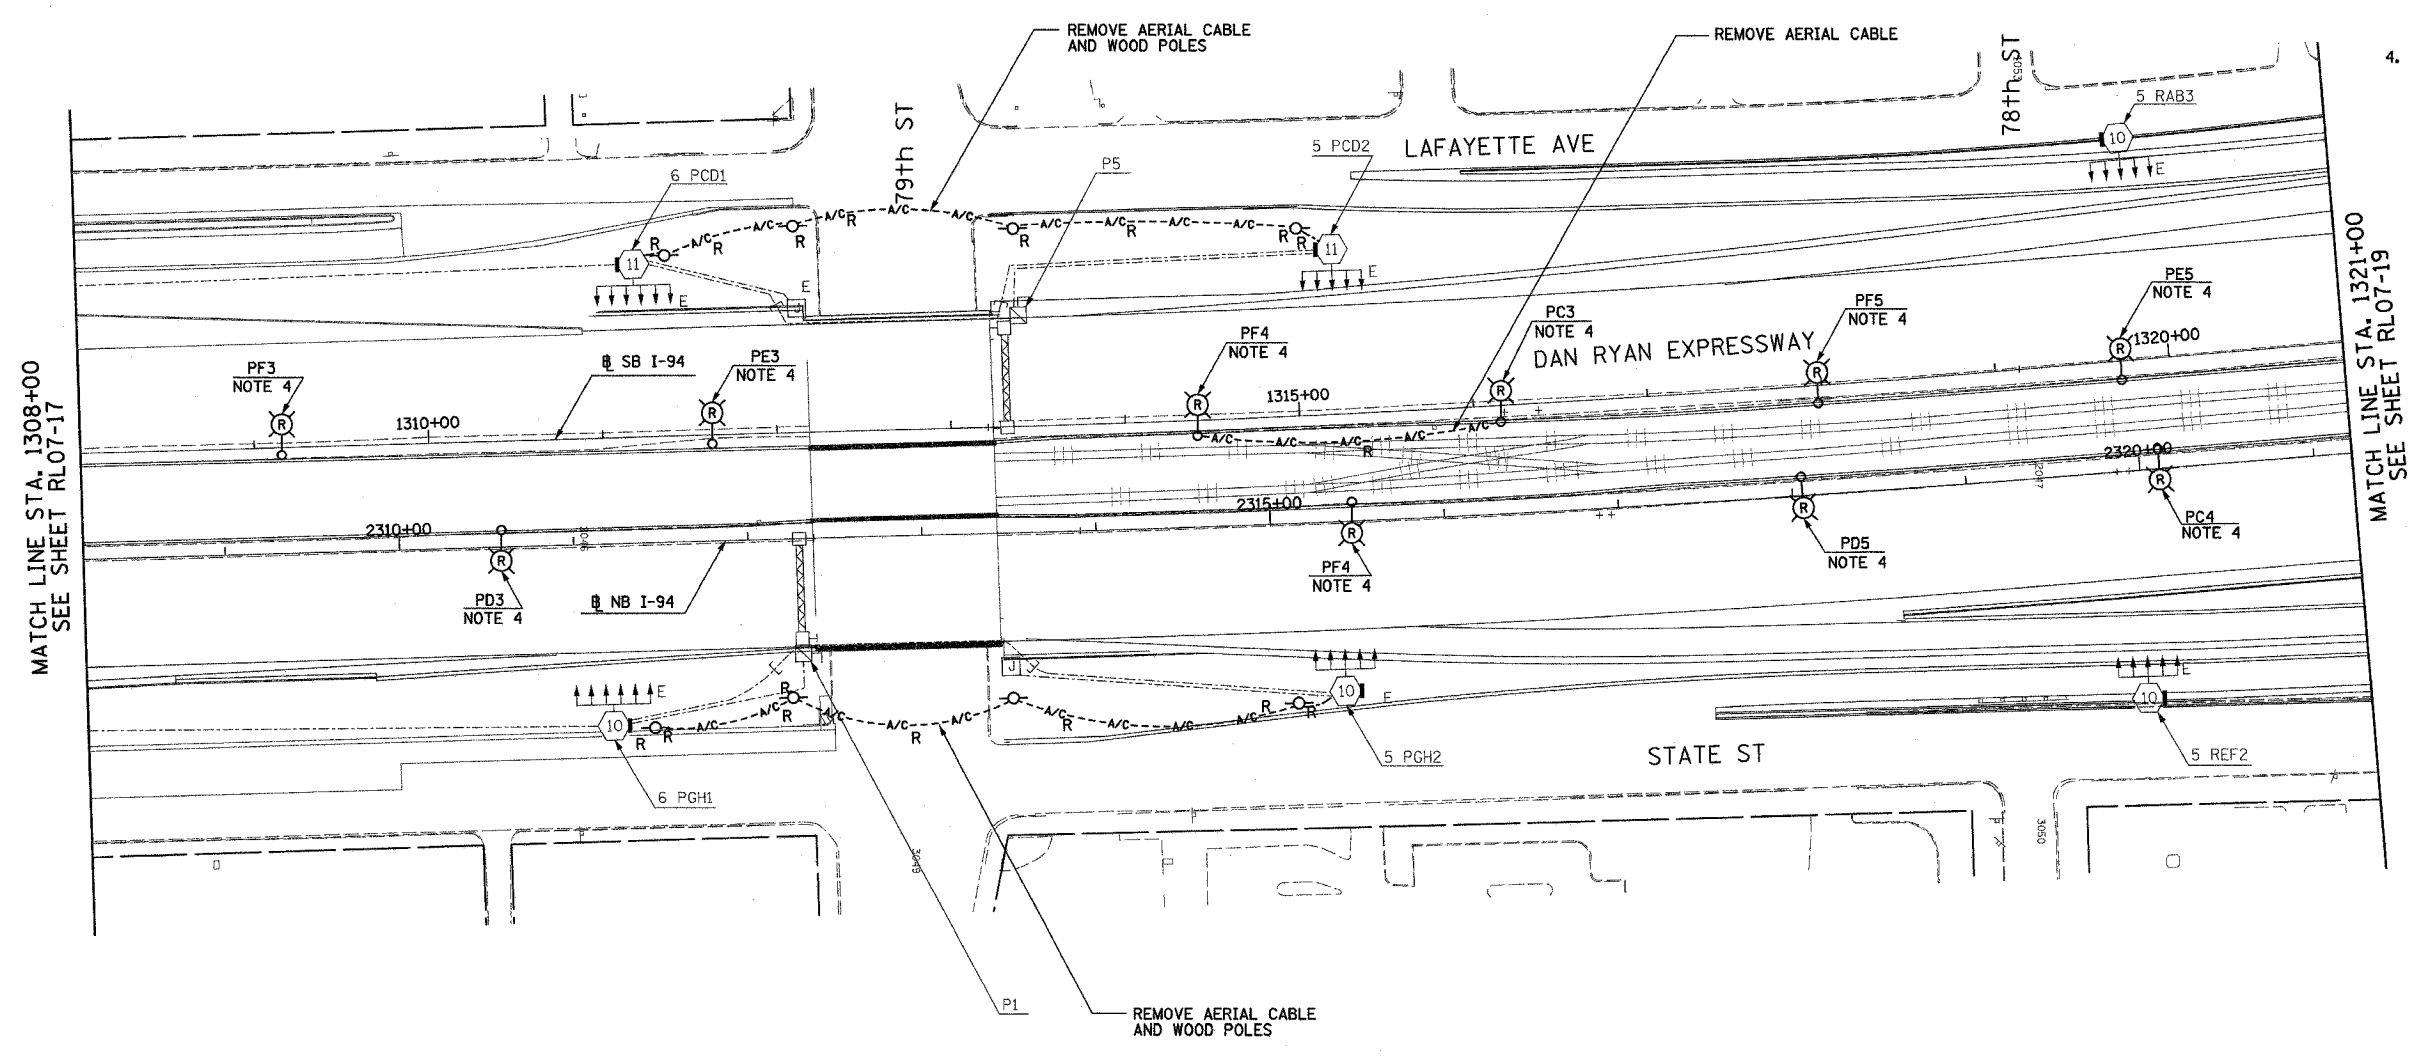 REMOVE AERIAL CABLE
AND WOOD POLES
REMOVE AERIAL CABLE
4.
78th ST
3052
5 RAB3
10
E
79th ST
P5
5 PCD2
LAFAYETTE AVE
6 PCD1
A/C A/C A/C A/C A/C A/C A/C A/C
R R R R R R
11
11
E
E
E
J
MATCH LINE STA. 1308+00
SEE SHEET RL07-17
MATCH LINE STA. 1321+00
SEE SHEET RL07-19
PF3
NOTE 4
R
1310+00
℄ SB I-94
PE3
NOTE 4
R
PF4
NOTE 4
R
1315+00
PC3
NOTE 4
R
DAN RYAN EXPRESSWAY
PF5
NOTE 4
R
PE5
NOTE 4
R
1320+00
A/C A/C A/C A/C A/C
R
2310+00
3046
R
PD3
NOTE 4
℄ NB I-94
2315+00
R
PF4
NOTE 4
R
PD5
NOTE 4
2047
2320+00
R
PC4
NOTE 4
E
10
R R R R
A/C A/C A/C A/C A/C A/C A/C A/C A/C
R R R R
J
10
E
5 PGH2
6 PGH1
STATE ST
10
E
5 REF2
3049
3050
P1
REMOVE AERIAL CABLE
AND WOOD POLES